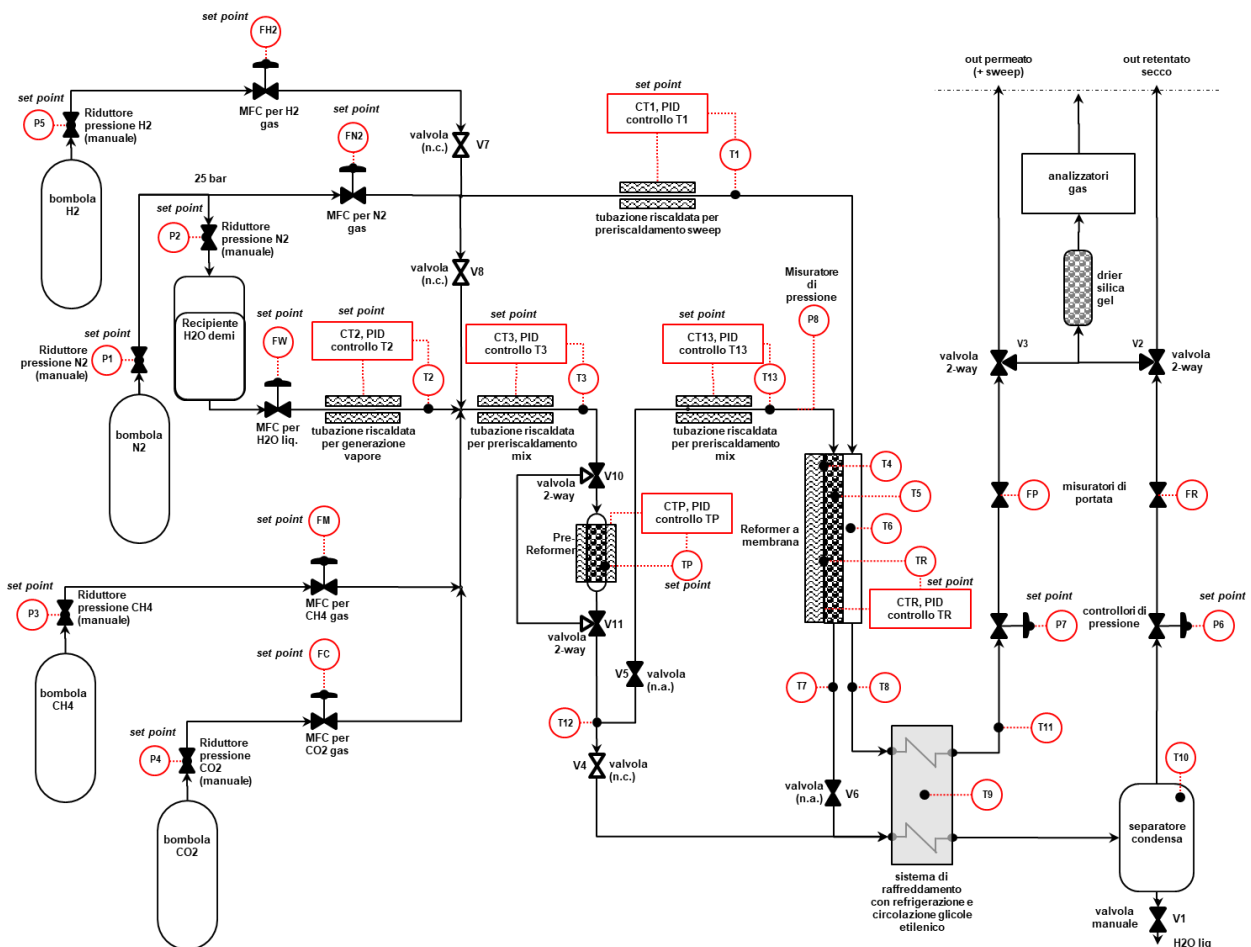 set point
FH2
out permeato
(+ sweep)
out retentato
secco
set point
P5
Riduttore
pressione H2
(manuale)
MFC per H2
gas
set point
FN2
set point
CT1, PID
controllo T1
valvola
(n.c.)
V7
T1
bombola
H2
25 bar
set point
P2
Riduttore
pressione N2
(manuale)
MFC per N2
gas
tubazione riscaldata per
preriscaldamento sweep
analizzatori
gas
valvola
(n.c.)
V8
Misuratore
di
pressione
P8
drier
silica
gel
Recipiente
H2O demi
set point
FW
set point
CT2, PID
controllo T2
T2
set point
CT3, PID
controllo T3
T3
set point
CT13, PID
controllo T13
T13
set point
P1
Riduttore
pressione N2
(manuale)
V3
V2
valvola
2-way
valvola
2-way
MFC per
H2O liq.
tubazione riscaldata
per generazione
vapore
tubazione riscaldata
per preriscaldamento
mix
tubazione riscaldata
per preriscaldamento
mix
bombola
N2
V10
valvola
2-way
T4
T5
T6
misuratori di
portata
FP
FR
set point
FM
Pre-
Reformer
CTP, PID
controllo TP
TP
set point
Reformer a
membrana
TR
set point
CTR, PID
controllo TR
set point
P3
Riduttore
pressione CH4
(manuale)
MFC per
CH4 gas
V11
valvola
2-way
set point
P7
controllori di
pressione
set point
P6
set point
FC
bombola
CH4
V5
valvola
(n.a.)
T7
T8
set point
P4
Riduttore
pressione
CO2
(manuale)
MFC per
CO2 gas
T12
T11
V4
valvola
(n.c.)
valvola
(n.a.)
V6
T9
T10
bombola
CO2
separatore
condensa
sistema di
raffreddamento
con refrigerazione e
circolazione glicole
etilenico
valvola
manuale
V1
H2O liq